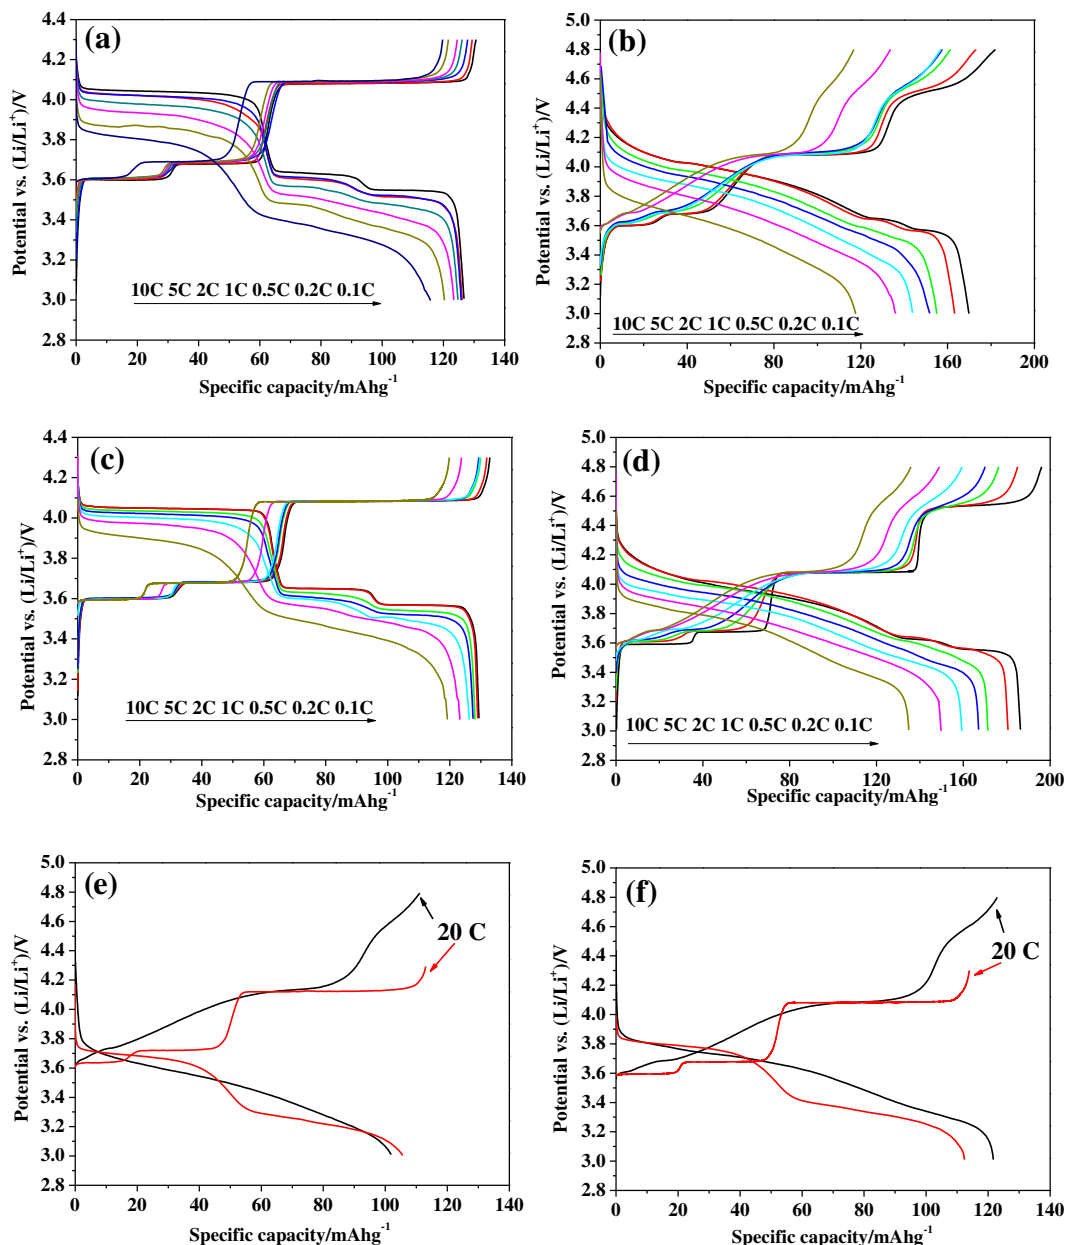 (a)
4.4
4.2
4.0
3.8
3.6
3.4
3.2
3.0
2.8
Potential vs. (Li/Li⁺)/V
10C 5C 2C 1C 0.5C 0.2C 0.1C
0 20 40 60 80 100 120 140
Specific capacity/mAhg⁻¹
(b)
5.0
4.8
4.6
4.4
4.2
4.0
3.8
3.6
3.4
3.2
3.0
2.8
Potential vs. (Li/Li⁺)/V
10C 5C 2C 1C 0.5C 0.2C 0.1C
0 40 80 120 160 200
Specific capacity/mAhg⁻¹
(c)
4.4
4.2
4.0
3.8
3.6
3.4
3.2
3.0
2.8
Potential vs. (Li/Li⁺)/V
10C 5C 2C 1C 0.5C 0.2C 0.1C
0 20 40 60 80 100 120 140
Specific capacity/mAhg⁻¹
(d)
5.0
4.8
4.6
4.4
4.2
4.0
3.8
3.6
3.4
3.2
3.0
2.8
Potential vs. (Li/Li⁺)/V
10C 5C 2C 1C 0.5C 0.2C 0.1C
0 40 80 120 160 200
Specific capacity/mAhg⁻¹
(e)
5.0
4.8
4.6
4.4
4.2
4.0
3.8
3.6
3.4
3.2
3.0
2.8
Potential vs. (Li/Li⁺)/V
20 C
0 20 40 60 80 100 120 140
Specific capacity/mAhg⁻¹
(f)
5.0
4.8
4.6
4.4
4.2
4.0
3.8
3.6
3.4
3.2
3.0
2.8
Potential vs. (Li/Li⁺)/V
20 C
0 20 40 60 80 100 120 140
Specific capacity/mAhg⁻¹